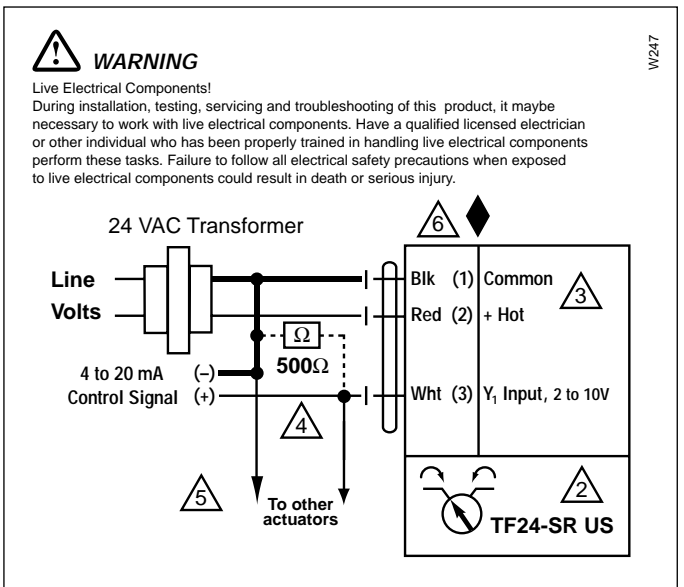 W247
WARNING
Live Electrical Components!
During installation, testing, servicing and troubleshooting of this product, it maybe
necessary to work with live electrical components. Have a qualified licensed electrician
or other individual who has been properly trained in handling live electrical components
perform these tasks. Failure to follow all electrical safety precautions when exposed
to live electrical components could result in death or serious injury.
24 VAC Transformer
6
Line
Volts
Blk (1) Common
3
Red (2) + Hot
Ω
500Ω
4 to 20 mA (–)
Control Signal (+)
Wht (3) Y₁ Input, 2 to 10V
4
5
To other
actuators
2
TF24-SR US